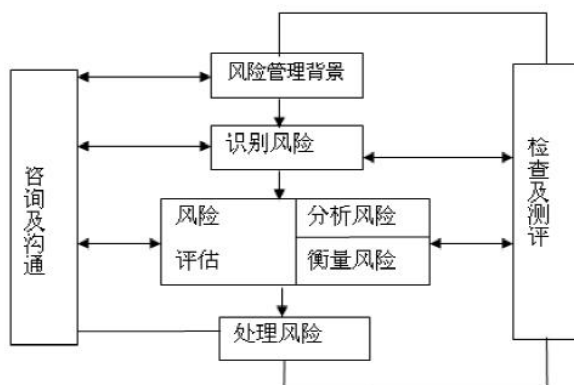 风险管理背景
识别风险
风险
评估
分析风险
衡量风险
处理风险
咨询及沟通
检查及测评